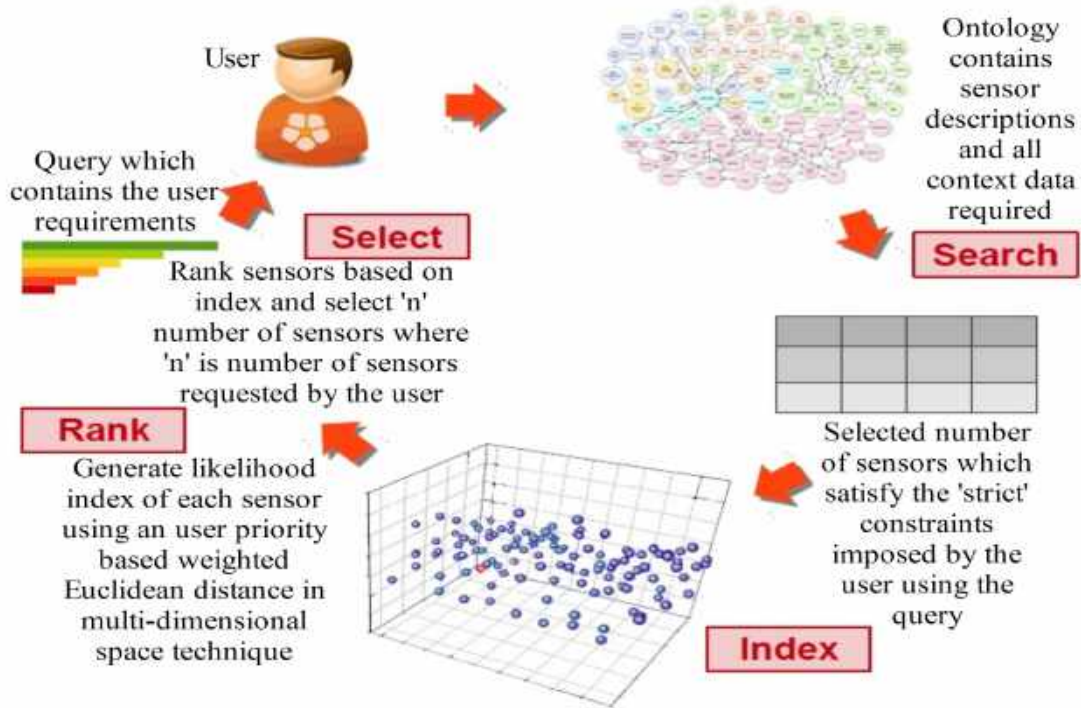 User
Query which
contains the user
requirements
Ontology
contains
sensor
descriptions
and all
context data
required
Search
Selected number
of sensors which
satisfy the 'strict'
constraints
imposed by the
user using the
query
Index
Generate likelihood
index of each sensor
using an user priority
based weighted
Euclidean distance in
multi-dimensional
space technique
Rank
Rank sensors based on
index and select 'n'
number of sensors where
'n' is number of sensors
requested by the user
Select